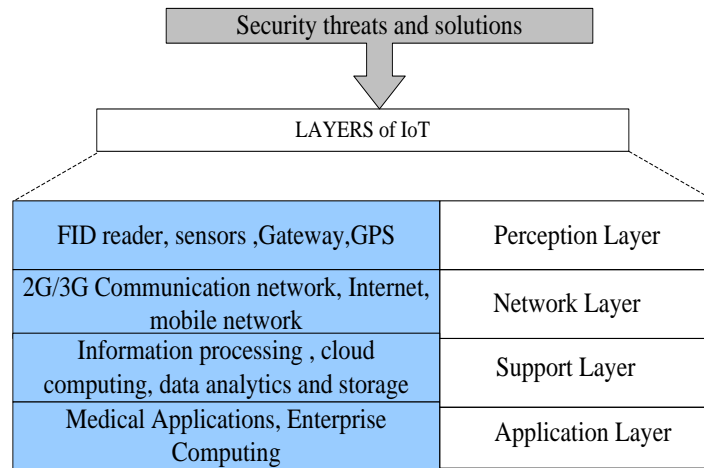 Security threats and solutions
LAYERS of IoT
FID reader, sensors ,Gateway,GPS
Perception Layer
2G/3G Communication network, Internet,
mobile network
Network Layer
Information processing , cloud
computing, data analytics and storage
Support Layer
Medical Applications, Enterprise
Computing
Application Layer